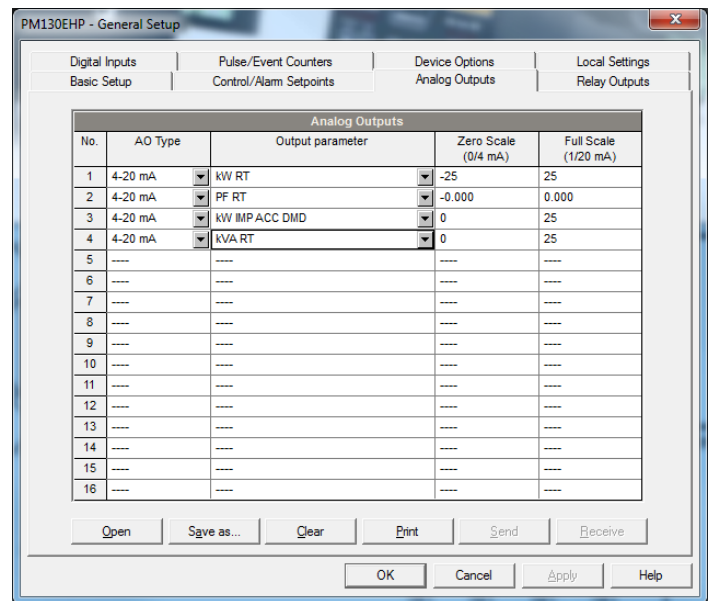 PM130EHP - General Setup
x
Digital Inputs Pulse/Event Counters Device Options Local Settings
Basic Setup Control/Alarm Setpoints Analog Outputs Relay Outputs
Analog Outputs
No. AO Type Output parameter Zero Scale (0/4 mA) Full Scale (1/20 mA)
1 4-20 mA kW RT -25 25
2 4-20 mA PF RT -0.000 0.000
3 4-20 mA kW IMP ACC DMD 0 25
4 4-20 mA kVA RT 0 25
5 ---- ---- ---- ----
6 ---- ---- ---- ----
7 ---- ---- ---- ----
8 ---- ---- ---- ----
9 ---- ---- ---- ----
10 ---- ---- ---- ----
11 ---- ---- ---- ----
12 ---- ---- ---- ----
13 ---- ---- ---- ----
14 ---- ---- ---- ----
15 ---- ---- ---- ----
16 ---- ---- ---- ----
Open Save as... Clear Print Send Receive
OK Cancel Apply Help